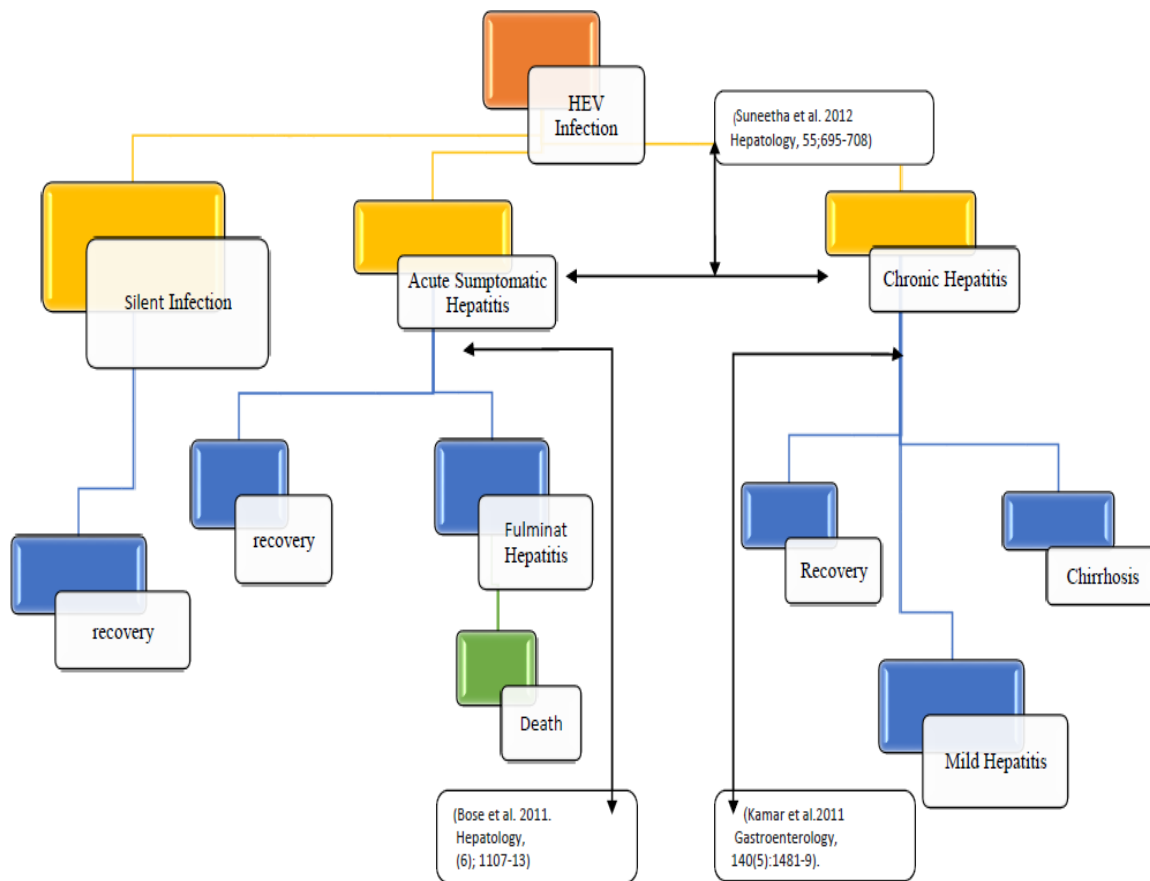 HEV
Infection
(Suneetha et al. 2012
Hepatology, 55;695-708)
Silent Infection
Acute Sumptomatic
Hepatitis
Chronic Hepatitis
recovery
recovery
Fulminat
Hepatitis
Death
Recovery
Chirrhosis
Mild Hepatitis
(Bose et al. 2011.
Hepatology,
(6); 1107-13)
(Kamar et al.2011
Gastroenterology,
140(5):1481-9).